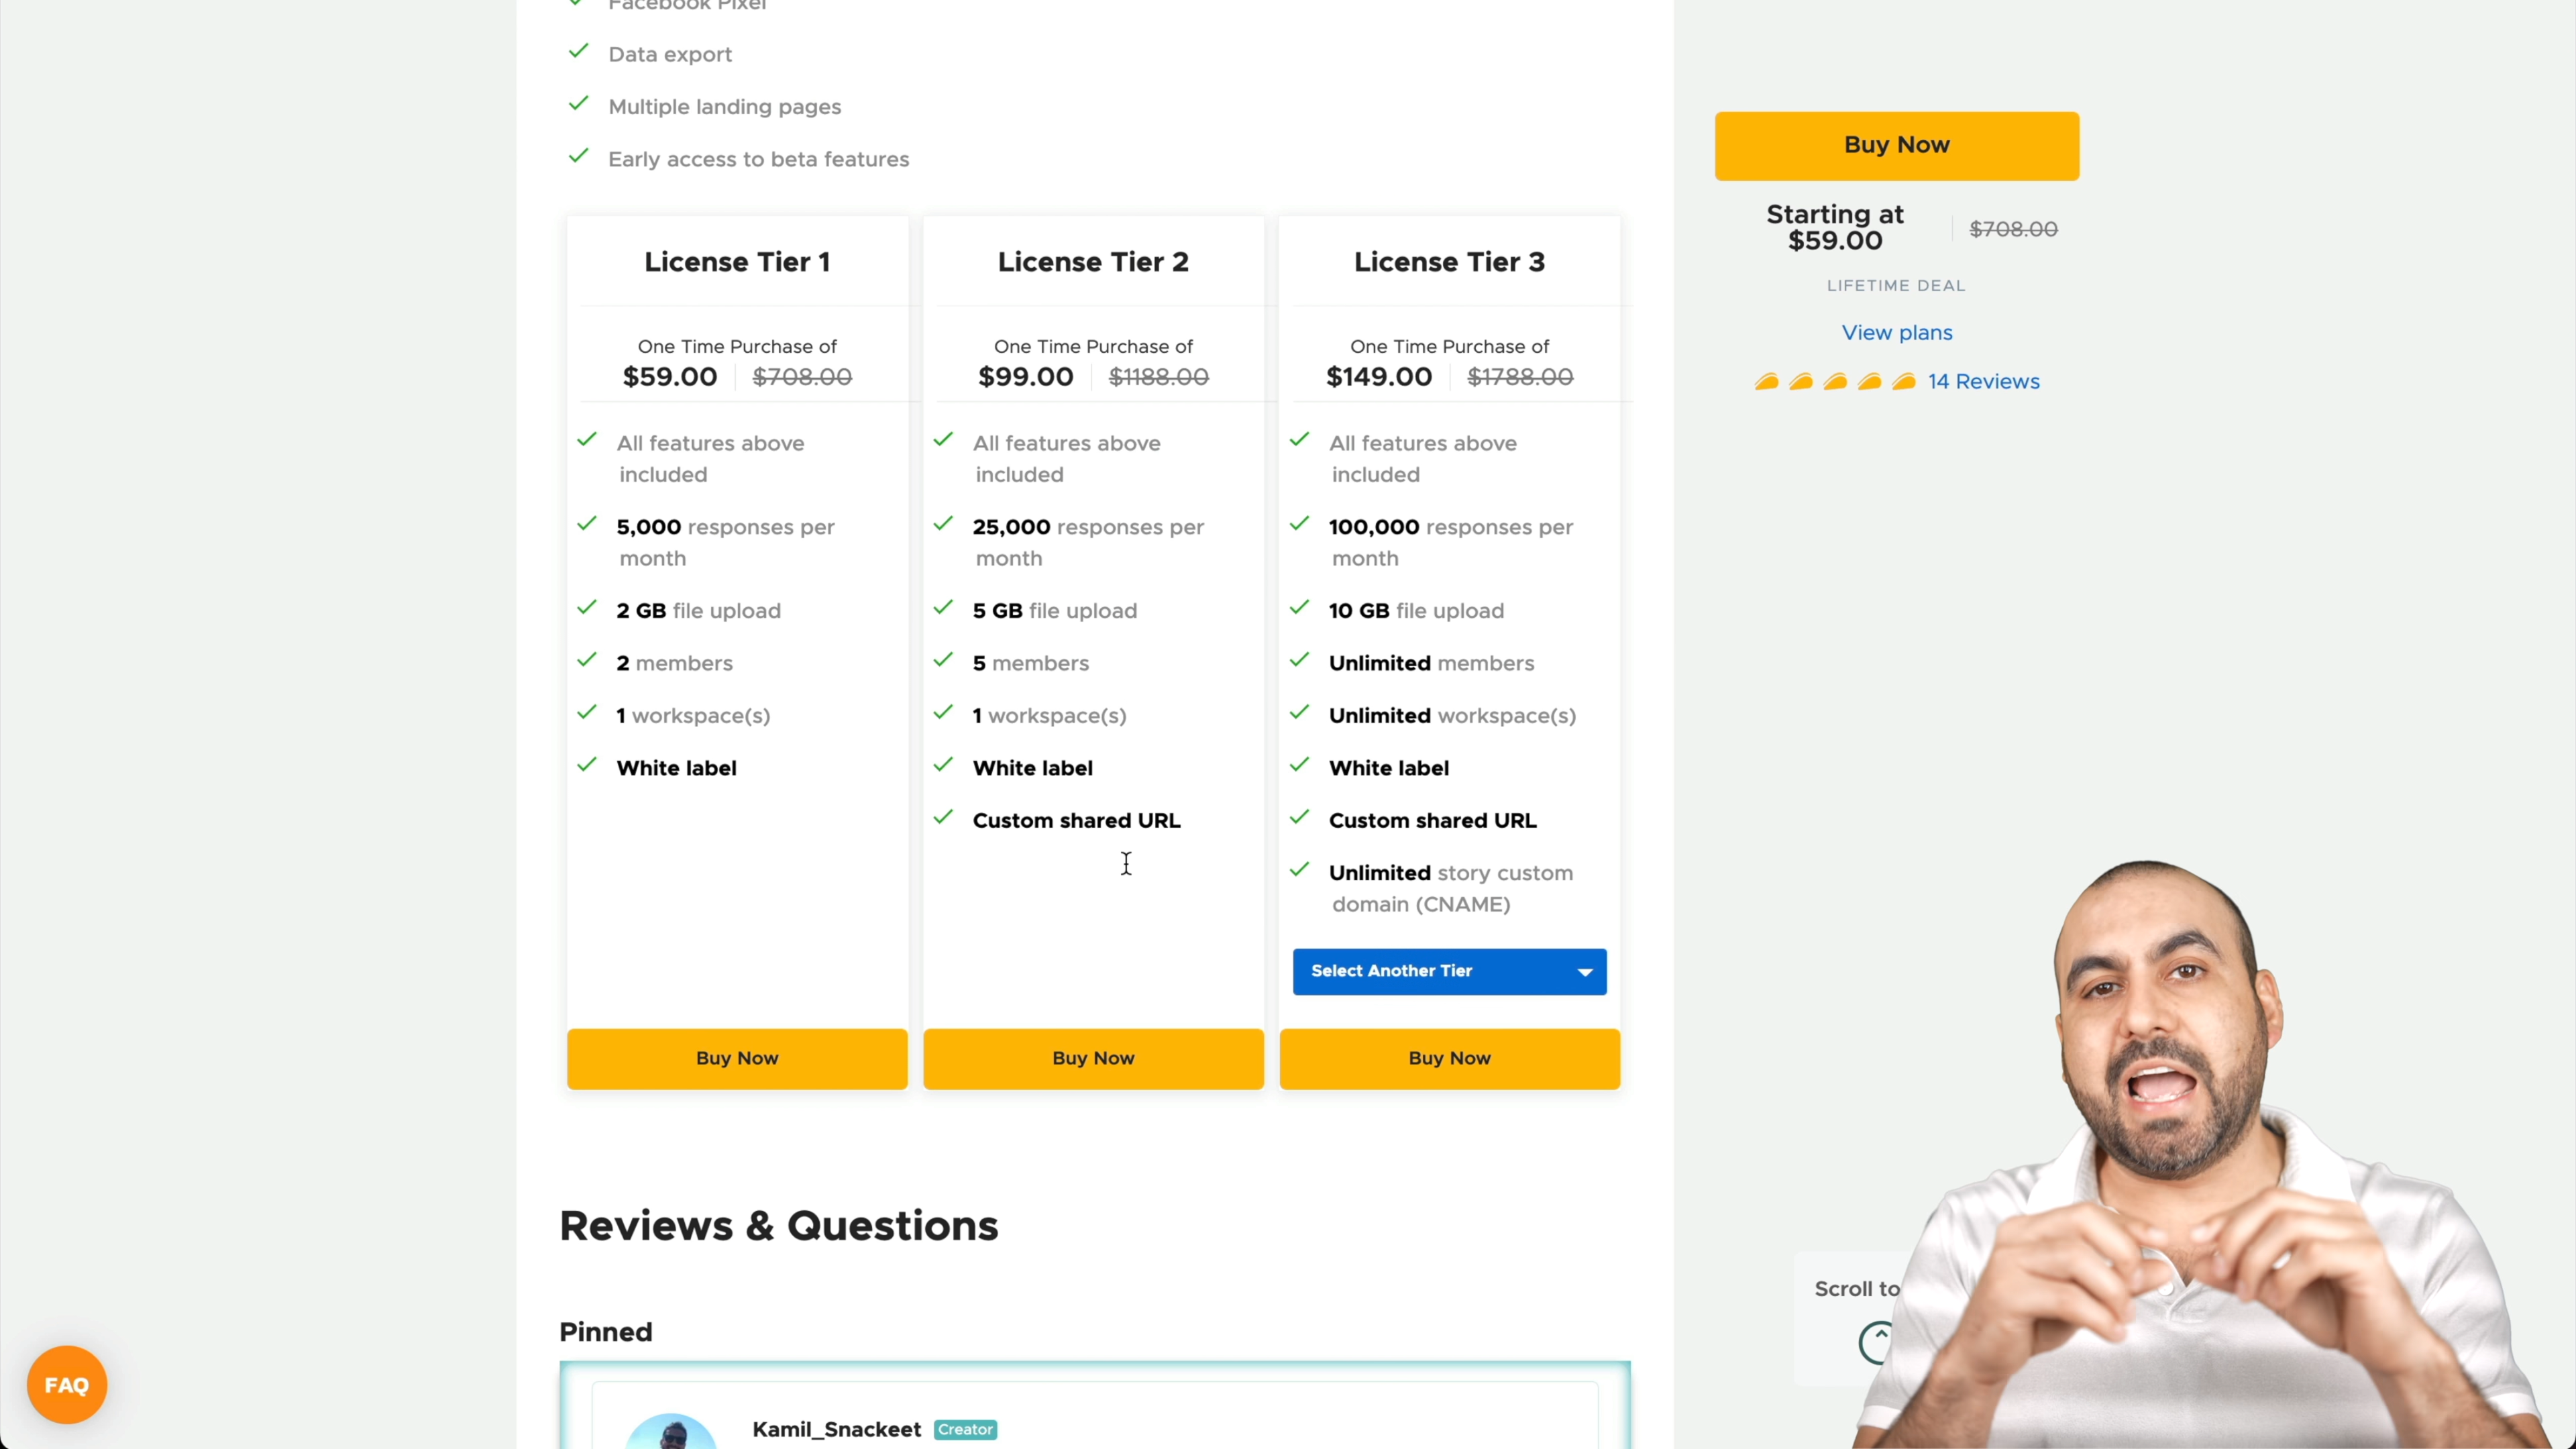 Facebook Pixel
Data export
Multiple landing pages
Early access to beta features
License Tier 1
One Time Purchase of
$59.00 $708.00
All features above
included
5,000 responses per
month
2 GB file upload
2 members
1 workspace(s)
White label
Buy Now
License Tier 2
One Time Purchase of
$99.00 $1188.00
All features above
included
25,000 responses per
month
5 GB file upload
5 members
1 workspace(s)
White label
Custom shared URL
Buy Now
License Tier 3
One Time Purchase of
$149.00 $1788.00
All features above
included
100,000 responses per
month
10 GB file upload
Unlimited members
Unlimited workspace(s)
White label
Custom shared URL
Unlimited story custom
domain (CNAME)
Select Another Tier
Buy Now
Buy Now
Starting at
$59.00
$708.00
LIFETIME DEAL
View plans
14 Reviews
Reviews & Questions
Pinned
Kamil_Snackeet Creator
Scroll to
FAQ